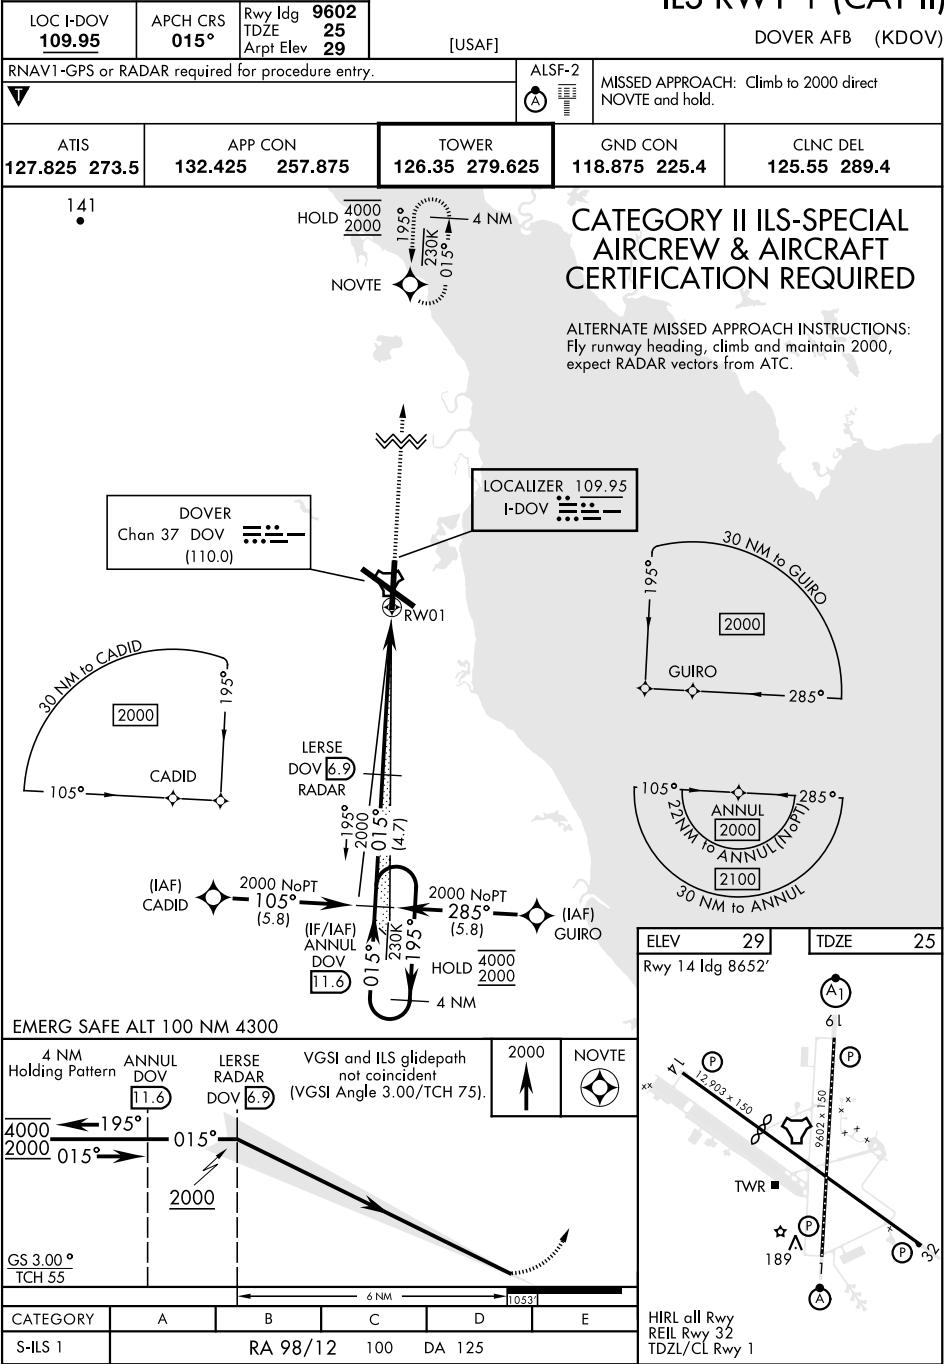 ILS RWY 1 (CAT II)
LOC I-DOV
109.95
APCH CRS
015°
Rwy ldg 9602
TDZE 25
Arpt Elev 29
[USAF]
DOVER AFB (KDOV)
RNAV1-GPS or RADAR required for procedure entry.
T
ALSF-2
A
MISSED APPROACH: Climb to 2000 direct
NOVTE and hold.
ATIS
127.825 273.5
APP CON
132.425 257.875
TOWER
126.35 279.625
GND CON
118.875 225.4
CLNC DEL
125.55 289.4
141
HOLD 4000
2000
195°
230K
015°
4 NM
NOVTE
CATEGORY II ILS-SPECIAL
AIRCREW & AIRCRAFT
CERTIFICATION REQUIRED
ALTERNATE MISSED APPROACH INSTRUCTIONS:
Fly runway heading, climb and maintain 2000,
expect RADAR vectors from ATC.
LOCALIZER 109.95
I-DOV
DOVER
Chan 37 DOV
(110.0)
RW01
30 NM to GUIRO
195°
2000
GUIRO
285°
30 NM to CADID
195°
2000
CADID
105°
LERSE
DOV 6.9
RADAR
195°
2000
015°
(4.7)
105°
285°
ANNUL
22NM to ANNUL(NoPT)
2000
2100
30 NM to ANNUL
(IAF)
CADID
2000 NoPT
105°
(5.8)
2000 NoPT
285°
(5.8)
(IAF)
GUIRO
(IF/IAF)
ANNUL
DOV
11.6
015°
230K
195°
HOLD 4000
2000
4 NM
EMERG SAFE ALT 100 NM 4300
ELEV 29
TDZE 25
Rwy 14 ldg 8652'
A1
19
P
14
P
12,903 x 150
9602 x 150
TWR
189
P
P
32
1
A
HIRL all Rwy
REIL Rwy 32
TDZL/CL Rwy 1
4 NM
Holding Pattern
ANNUL
DOV
11.6
LERSE
RADAR
DOV 6.9
VGSI and ILS glidepath
not coincident
(VGSI Angle 3.00/TCH 75).
2000
NOVTE
4000
2000
195°
015°
015°
2000
GS 3.00°
TCH 55
6 NM
1053'
CATEGORY A B C D E
S-ILS 1 RA 98/12 100 DA 125